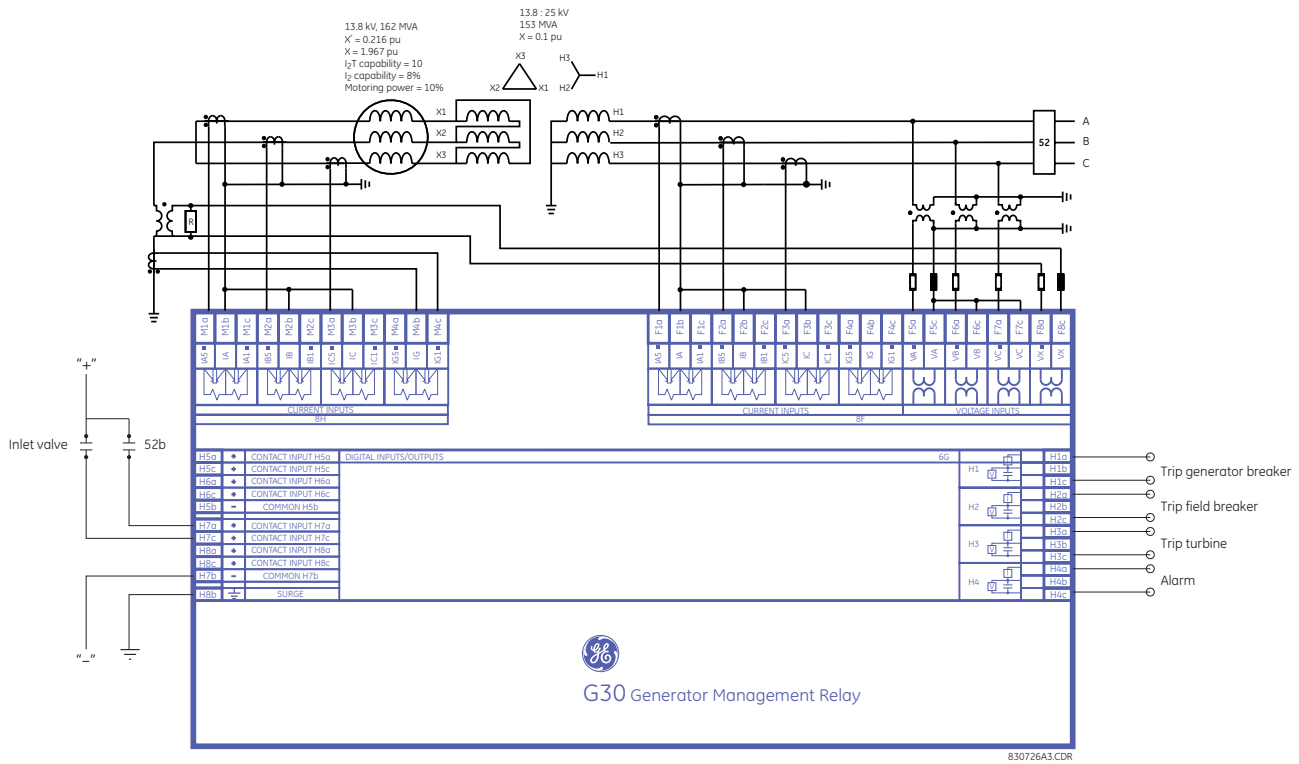 13.8 kV, 162 MVA
X' = 0.216 pu
X = 1.967 pu
I2T capability = 10
I2 capability = 8%
Motoring power = 10%
13.8 : 25 kV
153 MVA
X = 0.1 pu
X3
X2
X1
H3
H1
H2
X1
X2
X3
H1
H2
H3
52
A
B
C
R
M1a
M1b
M1c
M2a
M2b
M2c
M3a
M3b
M3c
M4a
M4b
M4c
F1a
F1b
F1c
F2a
F2b
F2c
F3a
F3b
F3c
F4a
F4b
F4c
F5a
F5c
F6a
F6c
F7a
F7c
F8a
F8c
IA5
IA
IA1
IB5
IB
IB1
IC5
IC
IC1
IG5
IG
IG1
IA5
IA
IA1
IB5
IB
IB1
IC5
IC
IC1
IG5
IG
IG1
VA
VA
VB
VB
VC
VC
VX
VX
CURRENT INPUTS
8H
CURRENT INPUTS
VOLTAGE INPUTS
8F
"+"
Inlet valve
52b
"–"
H5a + CONTACT INPUT H5a
H5c + CONTACT INPUT H5c
H6a + CONTACT INPUT H6a
H6c + CONTACT INPUT H6c
H5b - COMMON H5b
H7a + CONTACT INPUT H7a
H7c + CONTACT INPUT H7c
H8a + CONTACT INPUT H8a
H8c + CONTACT INPUT H8c
H7b - COMMON H7b
H8b SURGE
DIGITAL INPUTS/OUTPUTS
6G
H1
V
H1a
H1b
H1c
H2
V
H2a
H2b
H2c
H3
V
H3a
H3b
H3c
H4
V
H4a
H4b
H4c
Trip generator breaker
Trip field breaker
Trip turbine
Alarm
GE
G30 Generator Management Relay
830726A3.CDR